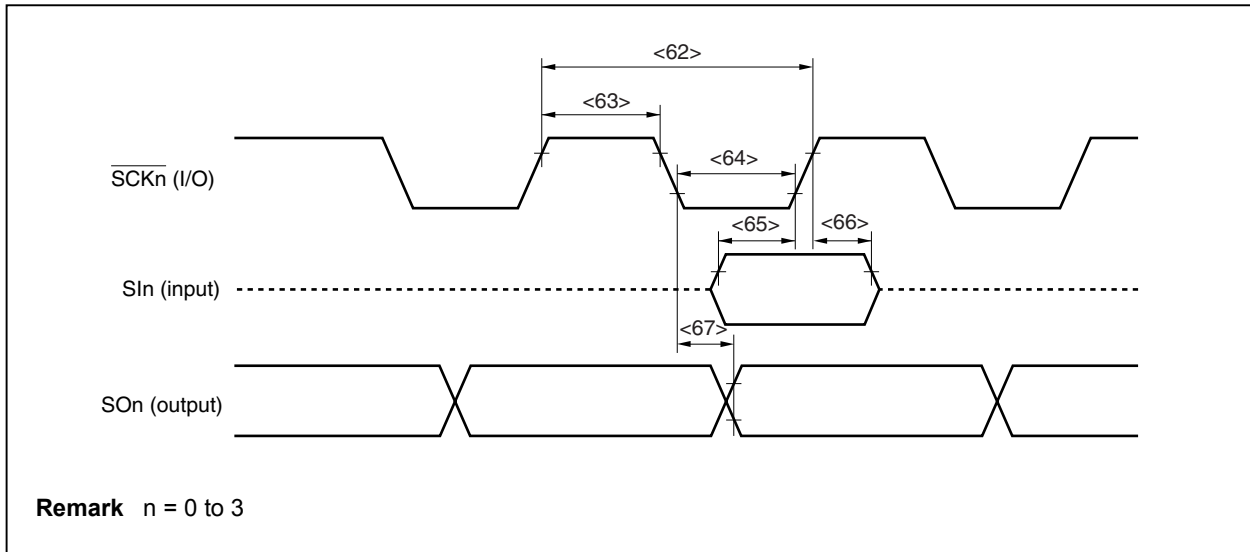 <62>
<63>
SCKn (I/O)
<64>
<65>
<66>
SIn (input)
<67>
SOn (output)
Remark n = 0 to 3